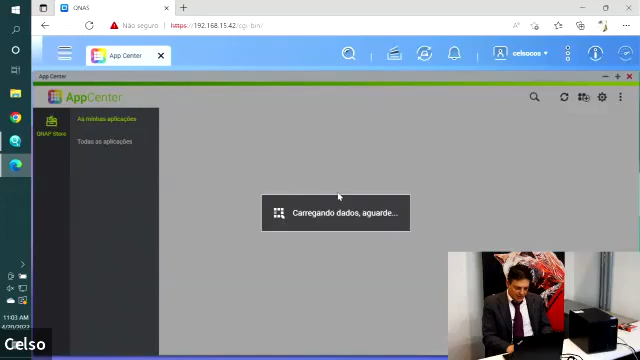 QNAS
Não seguro
https://192.168.15.42/cgi-bin/
App Center
celsocos
App Center
AppCenter
QNAP Store
As minhas aplicações
Todas as aplicações
Carregando dados, aguarde...
11:03 AM
Celso